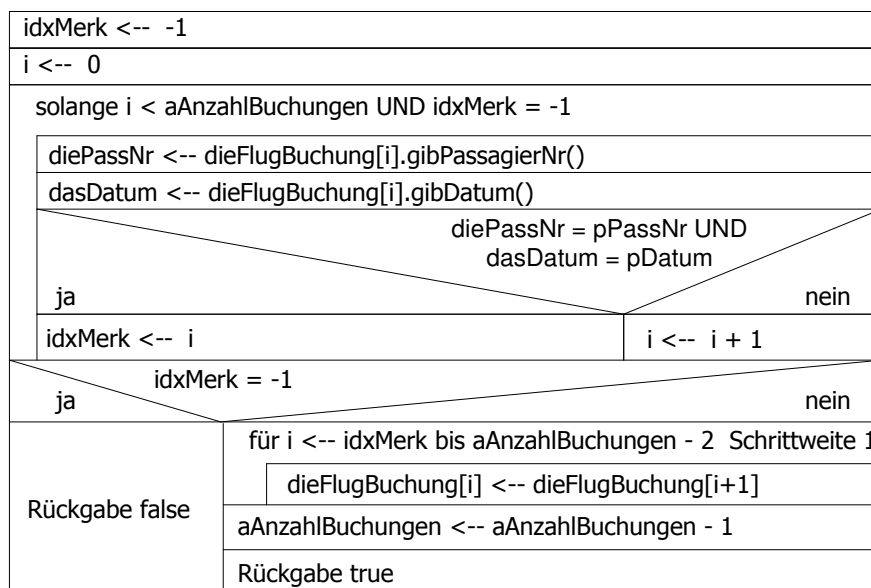 idxMerk <-- -1
i <-- 0
solange i < aAnzahlBuchungen UND idxMerk = -1
diePassNr <-- dieFlugBuchung[i].gibPassagierNr()
dasDatum <-- dieFlugBuchung[i].gibDatum()
diePassNr = pPassNr UND
dasDatum = pDatum
ja
nein
idxMerk <-- i
i <-- i + 1
idxMerk = -1
ja
nein
Rückgabe false
für i <-- idxMerk bis aAnzahlBuchungen - 2 Schrittweite 1
dieFlugBuchung[i] <-- dieFlugBuchung[i+1]
aAnzahlBuchungen <-- aAnzahlBuchungen - 1
Rückgabe true